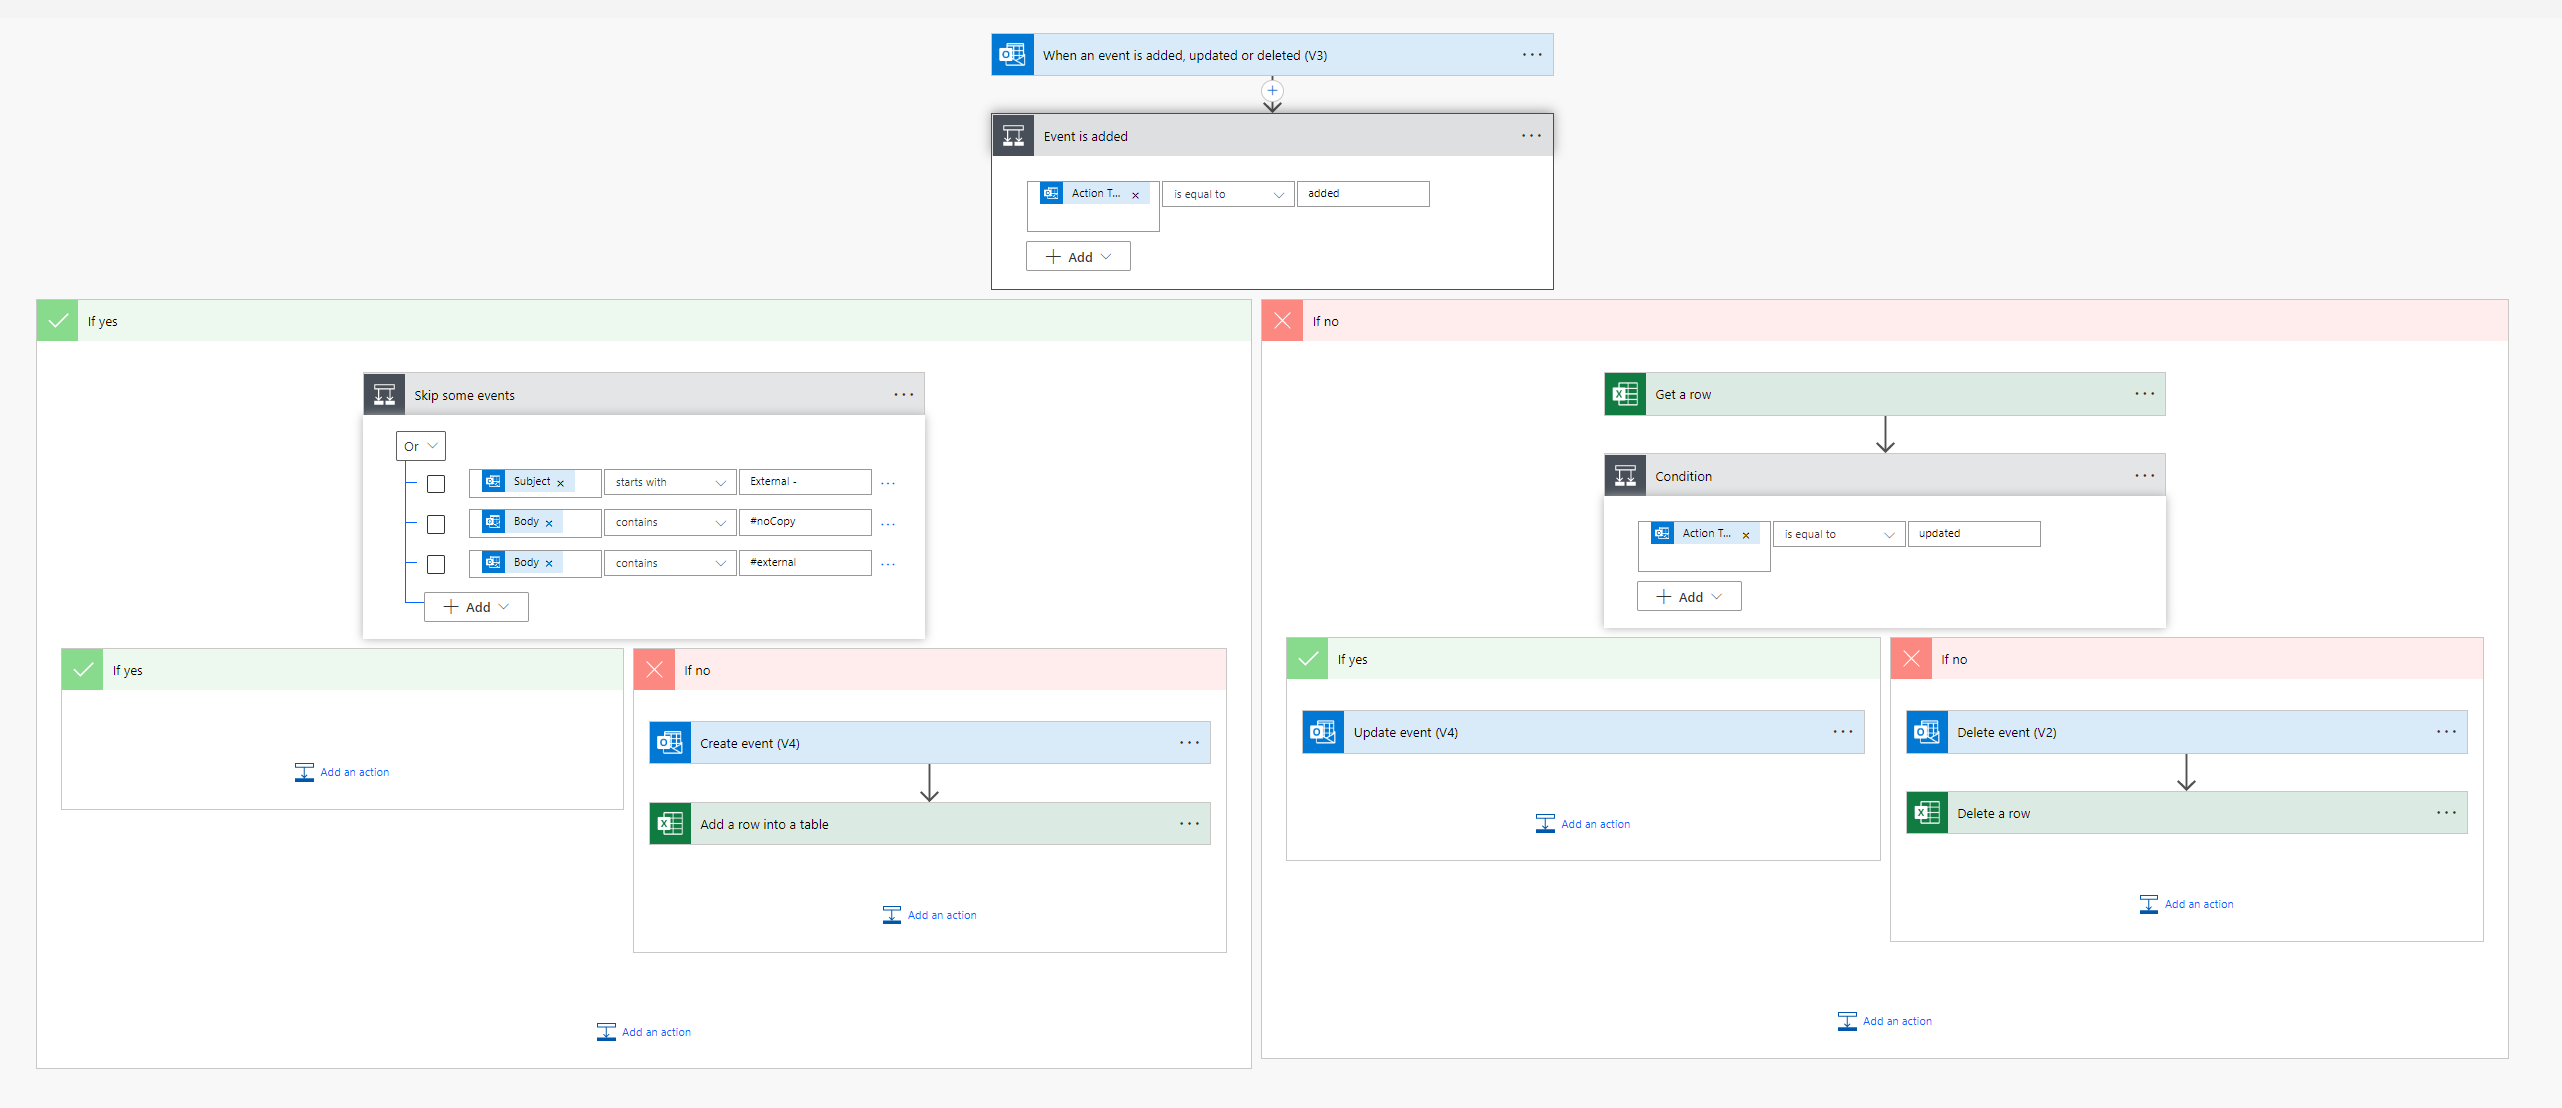 When an event is added, updated or deleted (V3)
Event is added
Action T... is equal to added
Add
If yes
Skip some events
Or
Subject starts with External -
Body contains #noCopy
Body contains #external
Add
If yes
Add an action
If no
Create event (V4)
Add a row into a table
Add an action
Add an action
If no
Get a row
Condition
Action T... is equal to updated
Add
If yes
Update event (V4)
Add an action
If no
Delete event (V2)
Delete a row
Add an action
Add an action